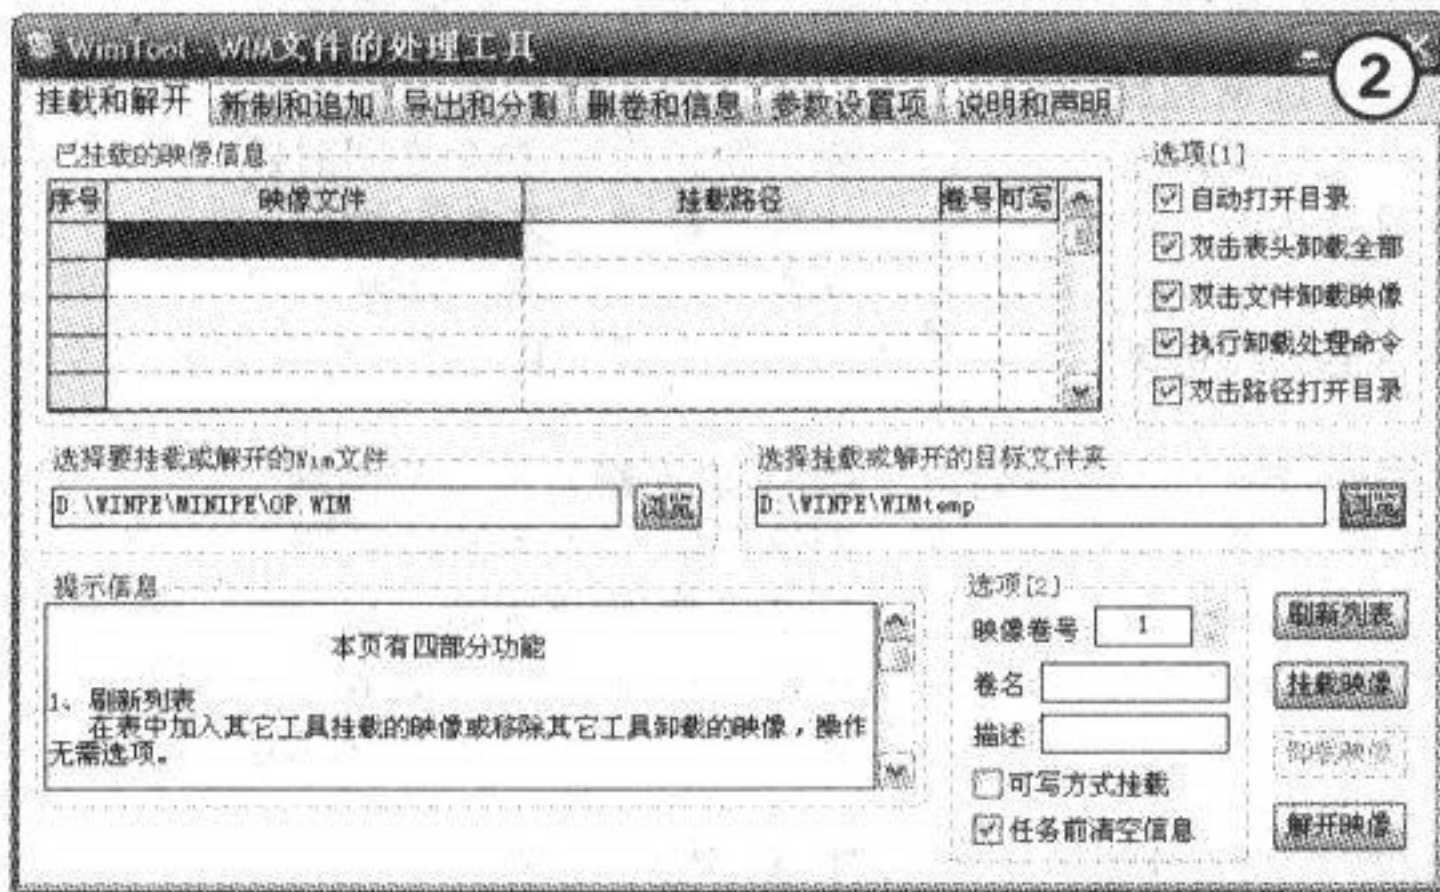 WimTool - WIM文件的处理工具
2
挂载和解开 新制和追加 导出和分割 删卷和信息 参数设置项 说明和声明
已挂载的映像信息
序号 映像文件 挂载路径 卷号 可写
选项[1]
自动打开目录
双击表头卸载全部
双击文件卸载映像
执行卸载处理命令
双击路径打开目录
选择要挂载或解开的Wim文件
D:\WINPE\MINIPE\OP.WIM 浏览
选择挂载或解开的目标文件夹
D:\WINPE\WIMtemp 浏览
提示信息
本页有四部分功能
1、刷新列表
在表中加入其它工具挂载的映像或移除其它工具卸载的映像，操作
无需选项。
选项[2]
映像卷号 1
卷名
描述
可写方式挂载
任务前清空信息
刷新列表
挂载映像
卸载映像
解开映像